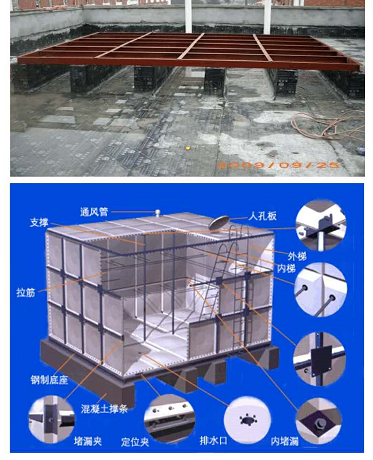 2009/09/25
通风管
人孔板
支撑
外梯
内梯
拉筋
钢制底座
混凝土撑条
堵漏夹
定位夹
排水口
内堵漏